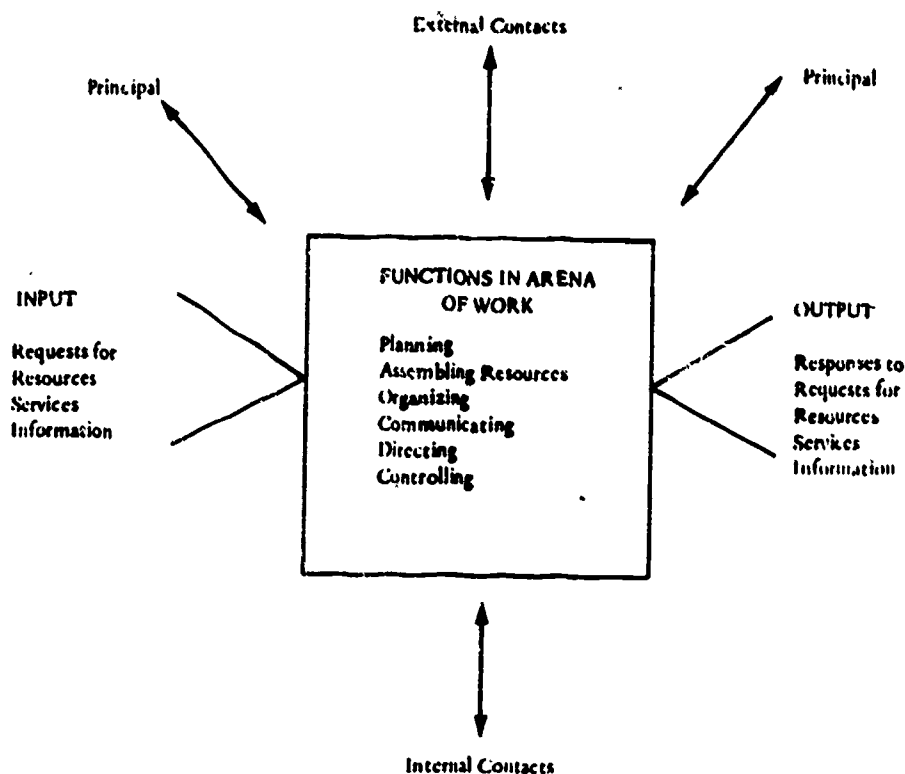 External Contacts
Principal
Principal
FUNCTIONS IN ARENA
OF WORK
Planning
Assembling Resources
Organizing
Communicating
Directing
Controlling
INPUT
Requests for
Resources
Services
Information
OUTPUT
Responses to
Requests for
Resources
Services
Information
Internal Contacts